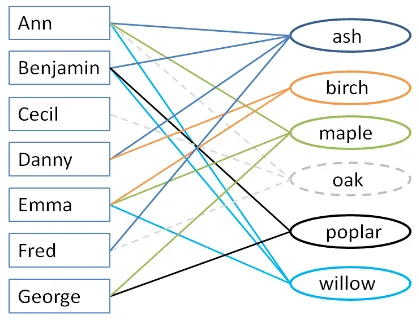 Ann
Benjamin
Cecil
Danny
Emma
Fred
George
ash
birch
maple
oak
poplar
willow